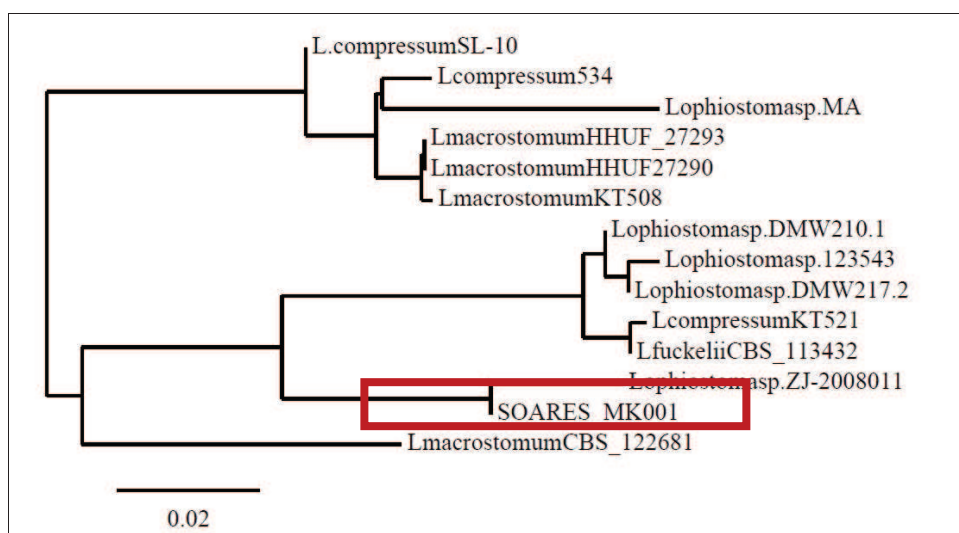 L.compressumSL-10
Lcompressum534
Lophiostomasp.MA
LmacrostomumHHUF_27293
LmacrostomumHHUF27290
LmacrostomumKT508
Lophiostomasp.DMW210.1
Lophiostomasp.123543
Lophiostomasp.DMW217.2
LcompressumKT521
LfuckeliiCBS_113432
Lophiostomasp.ZJ-2008011
SOARES_MK001
LmacrostomumCBS_122681
0.02